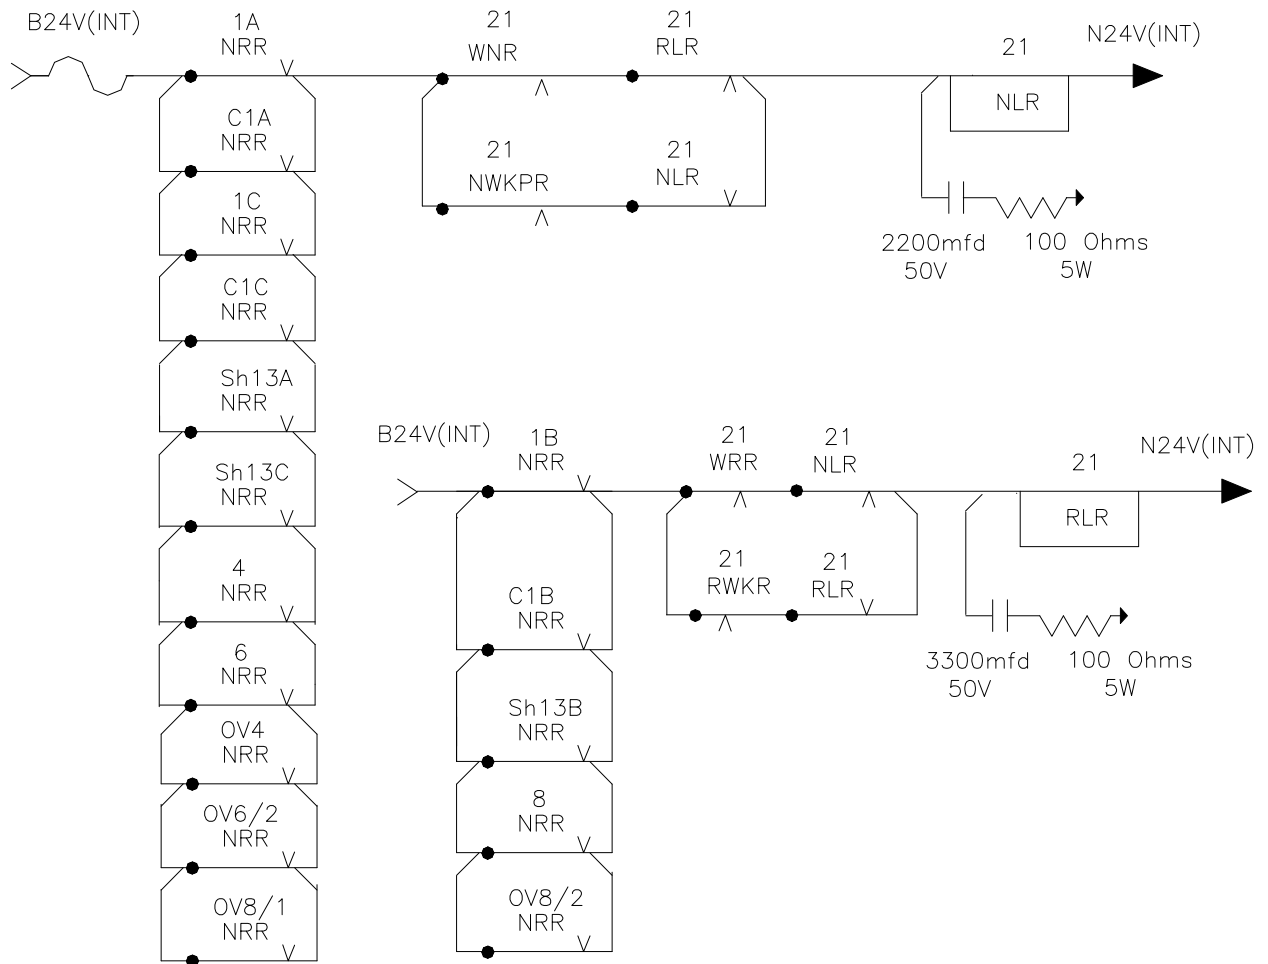 B24V(INT)
1A
NRR
21
WNR
21
RLR
21
N24V(INT)
NLR
C1A
NRR
21
NWKPR
21
NLR
1C
NRR
2200mfd
50V
100 Ohms
5W
C1C
NRR
Sh13A
NRR
Sh13C
NRR
4
NRR
6
NRR
OV4
NRR
OV6/2
NRR
OV8/1
NRR
B24V(INT)
1B
NRR
21
WRR
21
NLR
21
N24V(INT)
RLR
21
RWKR
21
RLR
C1B
NRR
3300mfd
50V
100 Ohms
5W
Sh13B
NRR
8
NRR
OV8/2
NRR